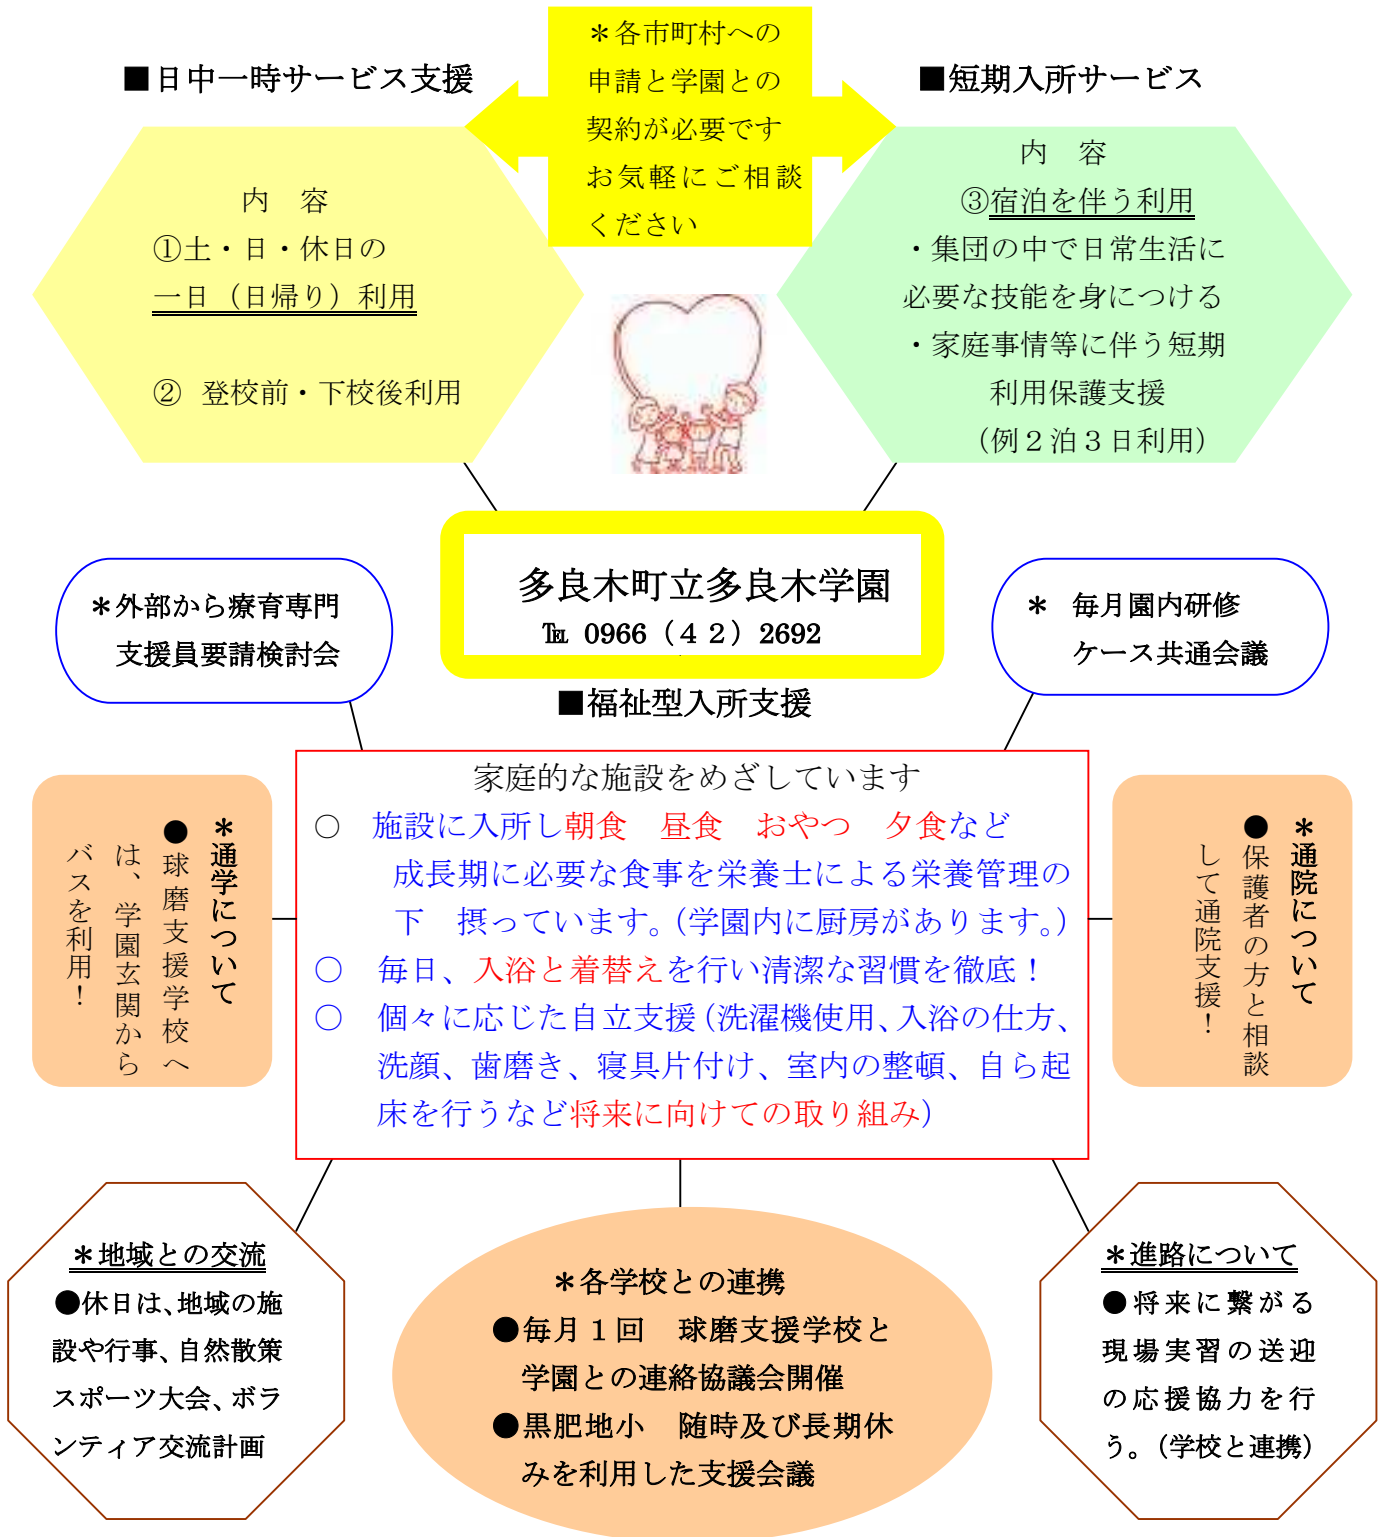 ＊各市町村への
申請と学園との
契約が必要です
お気軽にご相談
ください
■日中一時サービス支援
内　容
①土・日・休日の
一日（日帰り）利用
②　登校前・下校後利用
■短期入所サービス
内　容
③宿泊を伴う利用
・集団の中で日常生活に
必要な技能を身につける
・家庭事情等に伴う短期
利用保護支援
（例２泊３日利用）
多良木町立多良木学園
℡ 0966（４２）2692
＊外部から療育専門
支援員要請検討会
＊　毎月園内研修
ケース共通会議
■福祉型入所支援
家庭的な施設をめざしています
○　施設に入所し朝食　昼食　おやつ　夕食など
成長期に必要な食事を栄養士による栄養管理の
下　摂っています。（学園内に厨房があります。）
○　毎日、入浴と着替えを行い清潔な習慣を徹底！
○　個々に応じた自立支援（洗濯機使用、入浴の仕方、
洗顔、歯磨き、寝具片付け、室内の整頓、自ら起
床を行うなど将来に向けての取り組み）
＊通学について
●球磨支援学校へ
は、学園玄関から
バスを利用！
＊通院について
●保護者の方と相談
して通院支援！
＊地域との交流
●休日は、地域の施
設や行事、自然散策
スポーツ大会、ボラ
ンティア交流計画
＊各学校との連携
●毎月１回　球磨支援学校と
学園との連絡協議会開催
●黒肥地小　随時及び長期休
みを利用した支援会議
＊進路について
●将来に繋がる
現場実習の送迎
の応援協力を行
う。（学校と連携）